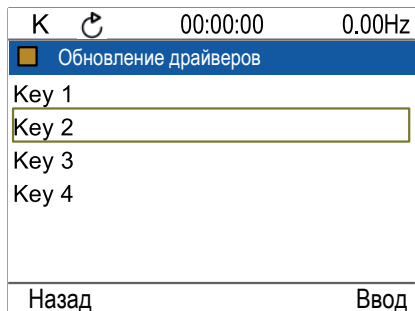 K 00:00:00 0.00Hz
Обновление драйверов
Key 1
Key 2
Key 3
Key 4
Назад Ввод